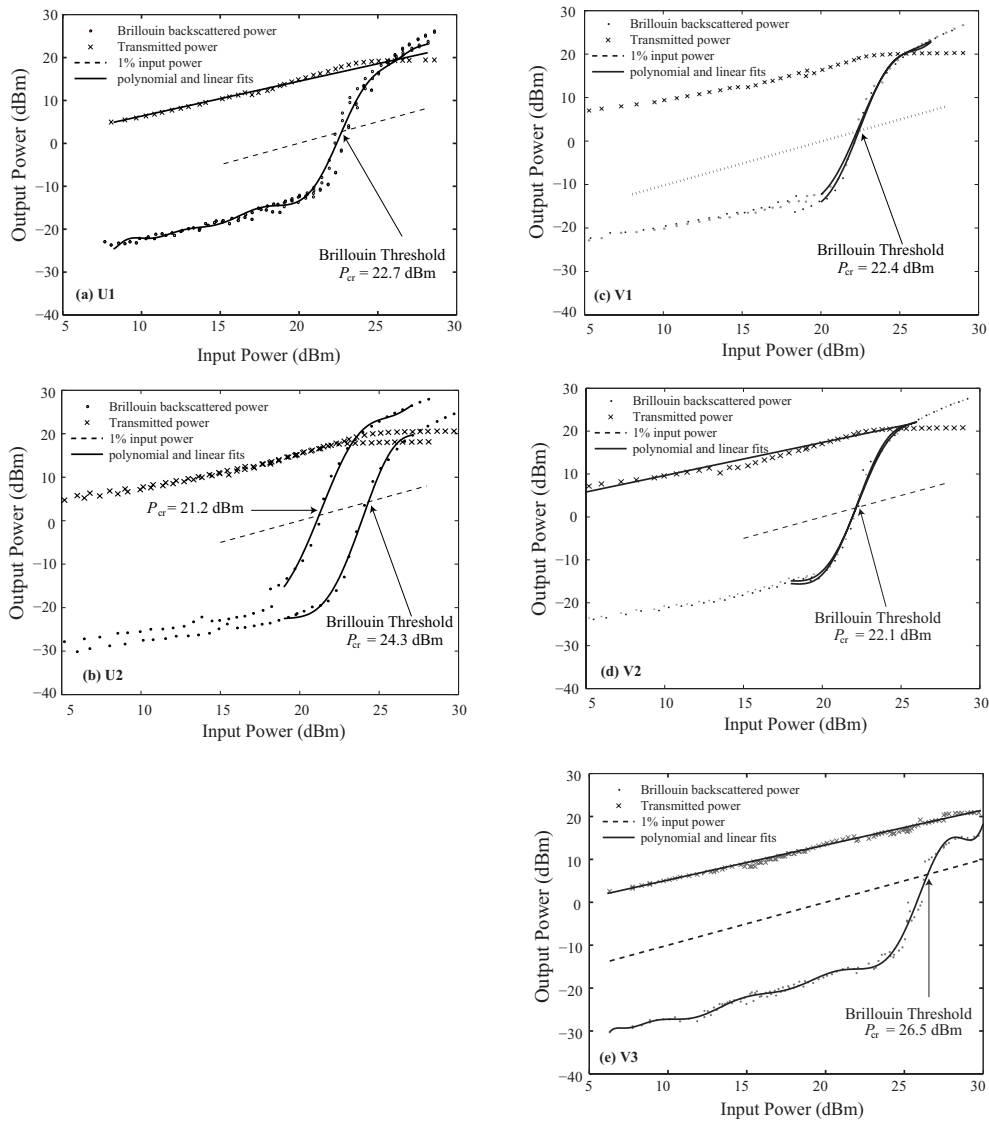 30
20
10
0
−10
−20
−30
−40
Output Power (dBm)
Brillouin backscattered power
Transmitted power
1% input power
polynomial and linear fits
Brillouin Threshold
Pcr = 22.7 dBm
(a) U1
5
10
15
20
25
30
Input Power (dBm)
30
20
10
0
−10
−20
−30
−40
Output Power (dBm)
Brillouin backscattered power
Transmitted power
1% input power
polynomial and linear fits
Brillouin Threshold
Pcr = 22.4 dBm
(c) V1
5
10
15
20
25
30
Input Power (dBm)
30
20
10
0
−10
−20
−30
−40
Output Power (dBm)
Brillouin backscattered power
Transmitted power
1% input power
polynomial and linear fits
Pcr = 21.2 dBm
Brillouin Threshold
Pcr = 24.3 dBm
(b) U2
5
10
15
20
25
30
Input Power (dBm)
30
20
10
0
−10
−20
−30
−40
Output Power (dBm)
Brillouin backscattered power
Transmitted power
1% input power
polynomial and linear fits
Brillouin Threshold
Pcr = 22.1 dBm
(d) V2
5
10
15
20
25
30
Input Power (dBm)
30
20
10
0
−10
−20
−30
−40
Output Power (dBm)
Brillouin backscattered power
Transmitted power
1% input power
polynomial and linear fits
Brillouin Threshold
Pcr = 26.5 dBm
(e) V3
5
10
15
20
25
30
Input Power (dBm)